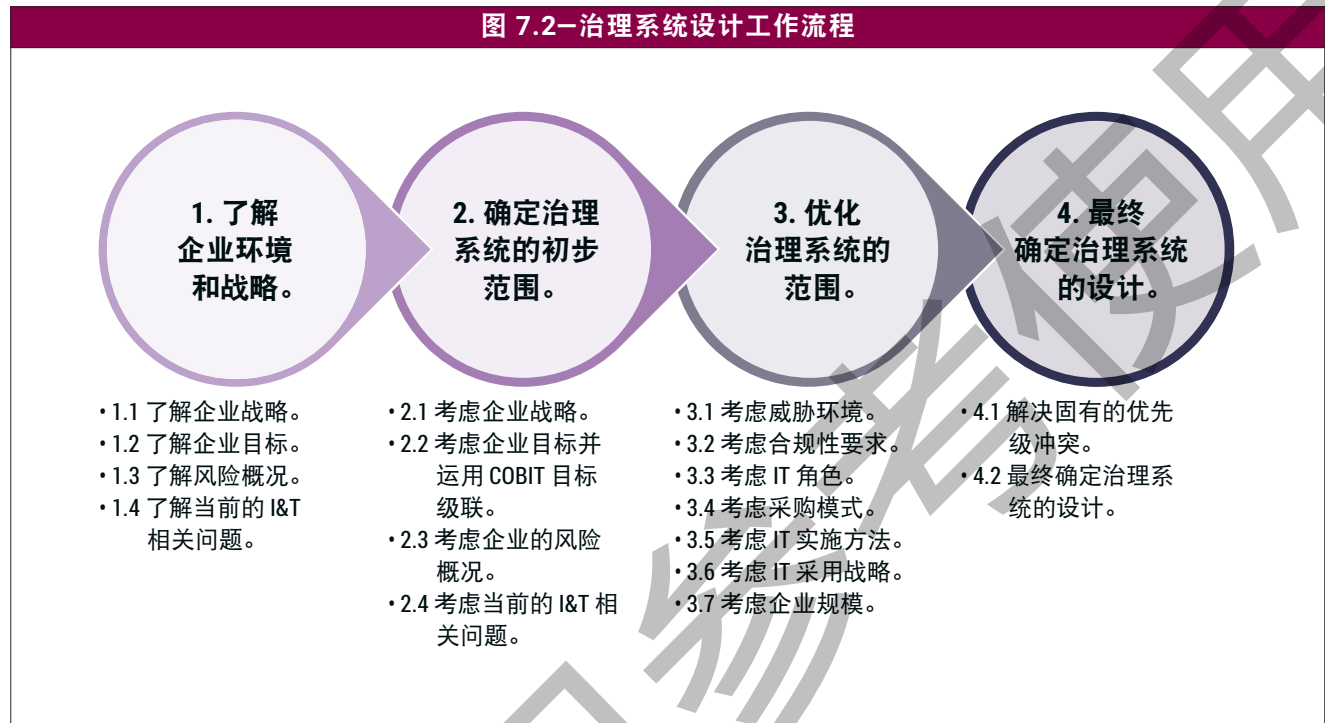 图 7.2—治理系统设计工作流程
1. 了解
企业环境
和战略。
2. 确定治理
系统的初步
范围。
3. 优化
治理系统的
范围。
4. 最终
确定治理系统
的设计。
• 1.1 了解企业战略。
• 1.2 了解企业目标。
• 1.3 了解风险概况。
• 1.4 了解当前的 I&T
相关问题。
• 2.1 考虑企业战略。
• 2.2 考虑企业目标并
运用 COBIT 目标
级联。
• 2.3 考虑企业的风险
概况。
• 2.4 考虑当前的 I&T 相
关问题。
• 3.1 考虑威胁环境。
• 3.2 考虑合规性要求。
• 3.3 考虑 IT 角色。
• 3.4 考虑采购模式。
• 3.5 考虑 IT 实施方法。
• 3.6 考虑 IT 采用战略。
• 3.7 考虑企业规模。
• 4.1 解决固有的优先
级冲突。
• 4.2 最终确定治理系
统的设计。
参考使用